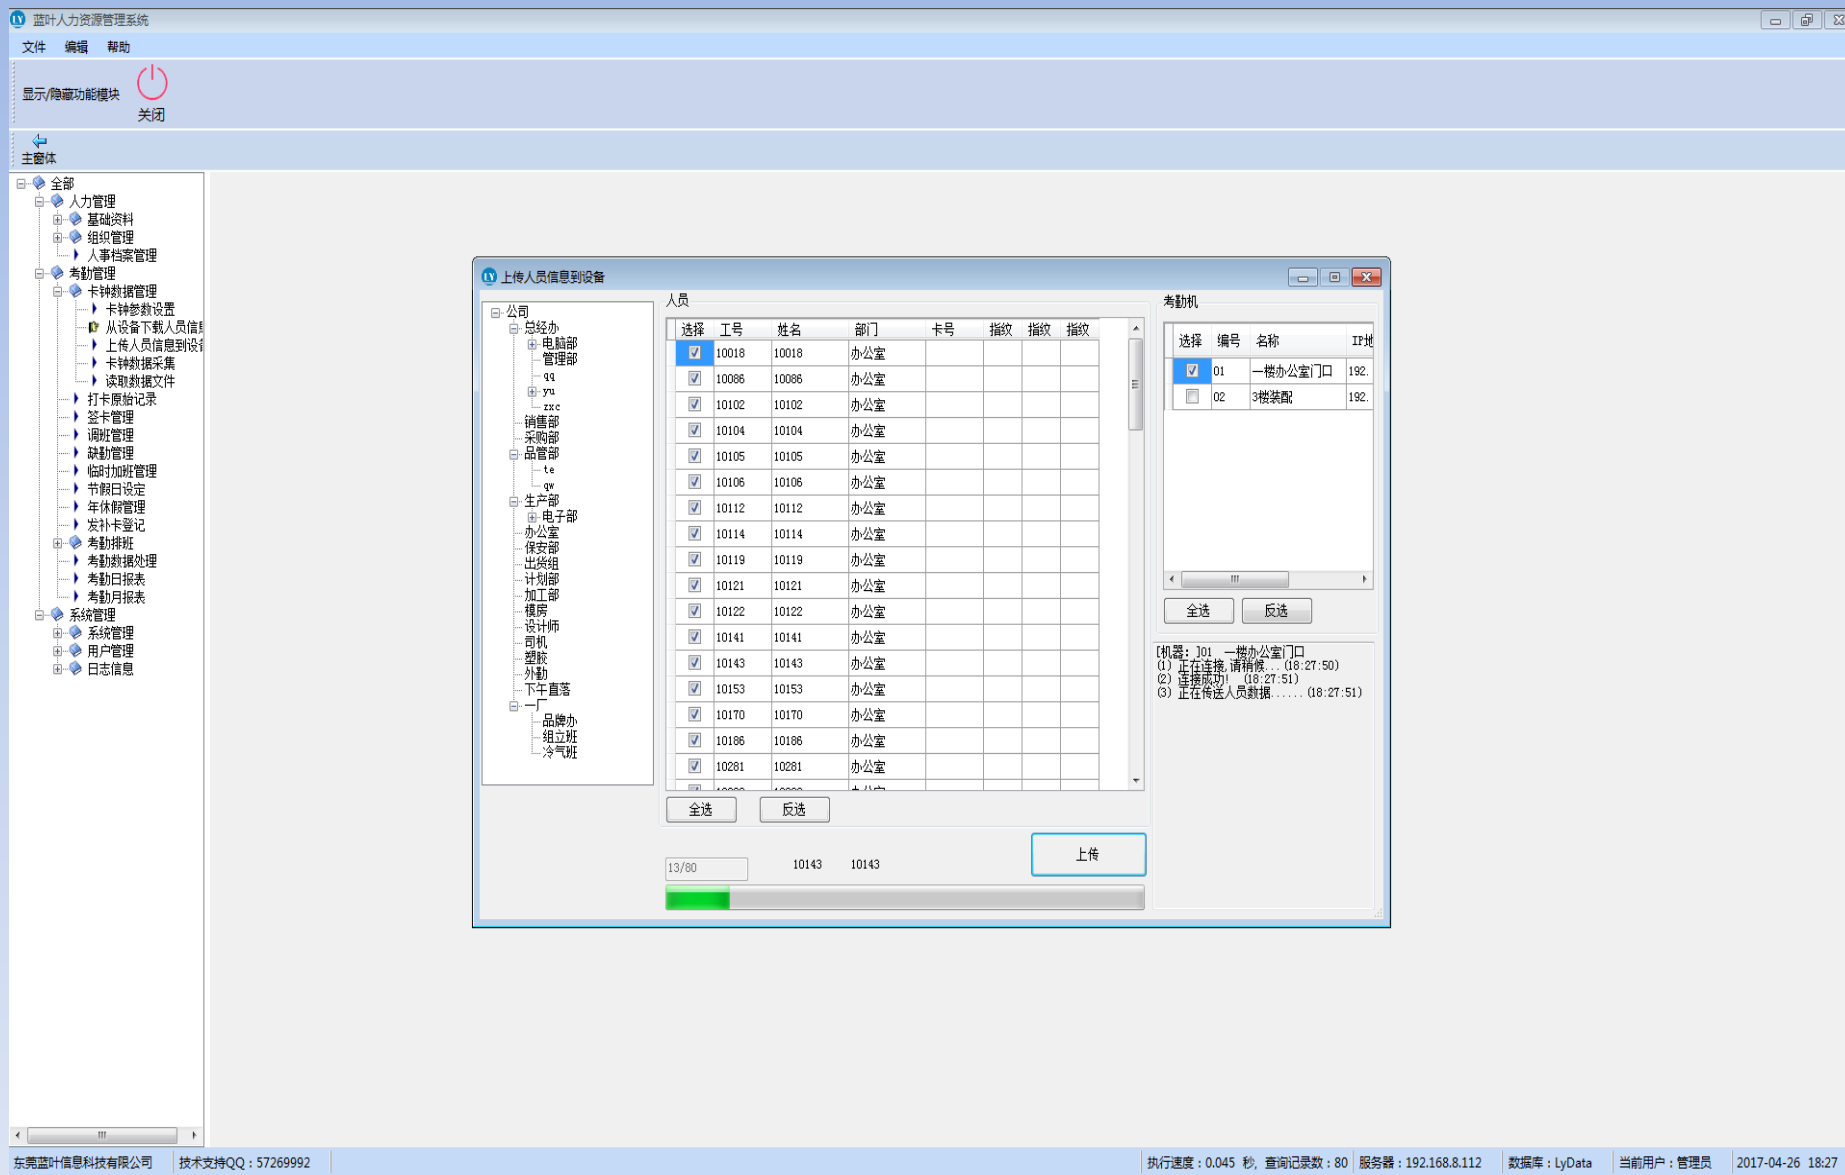 蓝叶人力资源管理系统
文件 编辑 帮助
显示/隐藏功能模块 关闭
主窗体
全部
人力管理
基础资料
组织管理
人事档案管理
考勤管理
卡钟数据管理
卡钟参数设置
从设备下载人员信息
上传人员信息到设备
卡钟数据采集
读取数据文件
打卡原始记录
签卡管理
调班管理
缺勤管理
临时加班管理
节假日设定
年休假管理
发补卡登记
考勤排班
考勤数据处理
考勤日报表
考勤月报表
系统管理
系统管理
用户管理
日志信息
上传人员信息到设备
公司
总经办
电脑部
管理部
qq
yu
zxc
销售部
采购部
品管部
te
qw
生产部
电子部
办公室
保安部
出货组
计划部
加工部
模房
设计师
司机
塑胶
外勤
下午直落
一厂
品牌办
组立班
冷气班
人员
选择 工号 姓名 部门 卡号 指纹 指纹 指纹
10018 10018 办公室
10086 10086 办公室
10102 10102 办公室
10104 10104 办公室
10105 10105 办公室
10106 10106 办公室
10112 10112 办公室
10114 10114 办公室
10119 10119 办公室
10121 10121 办公室
10122 10122 办公室
10141 10141 办公室
10143 10143 办公室
10153 10153 办公室
10170 10170 办公室
10186 10186 办公室
10281 10281 办公室
全选 反选
13/80 10143 10143
上传
考勤机
选择 编号 名称 IP地
01 一楼办公室门口 192.
02 3楼装配 192.
全选 反选
[机器：]01 一楼办公室门口
(1) 正在连接,请稍候...(18:27:50)
(2) 连接成功! (18:27:51)
(3) 正在传送人员数据......(18:27:51)
东莞蓝叶信息科技有限公司 技术支持QQ：57269992 执行速度：0.045 秒, 查询记录数：80 服务器：192.168.8.112 数据库：LyData 当前用户：管理员 2017-04-26 18:27